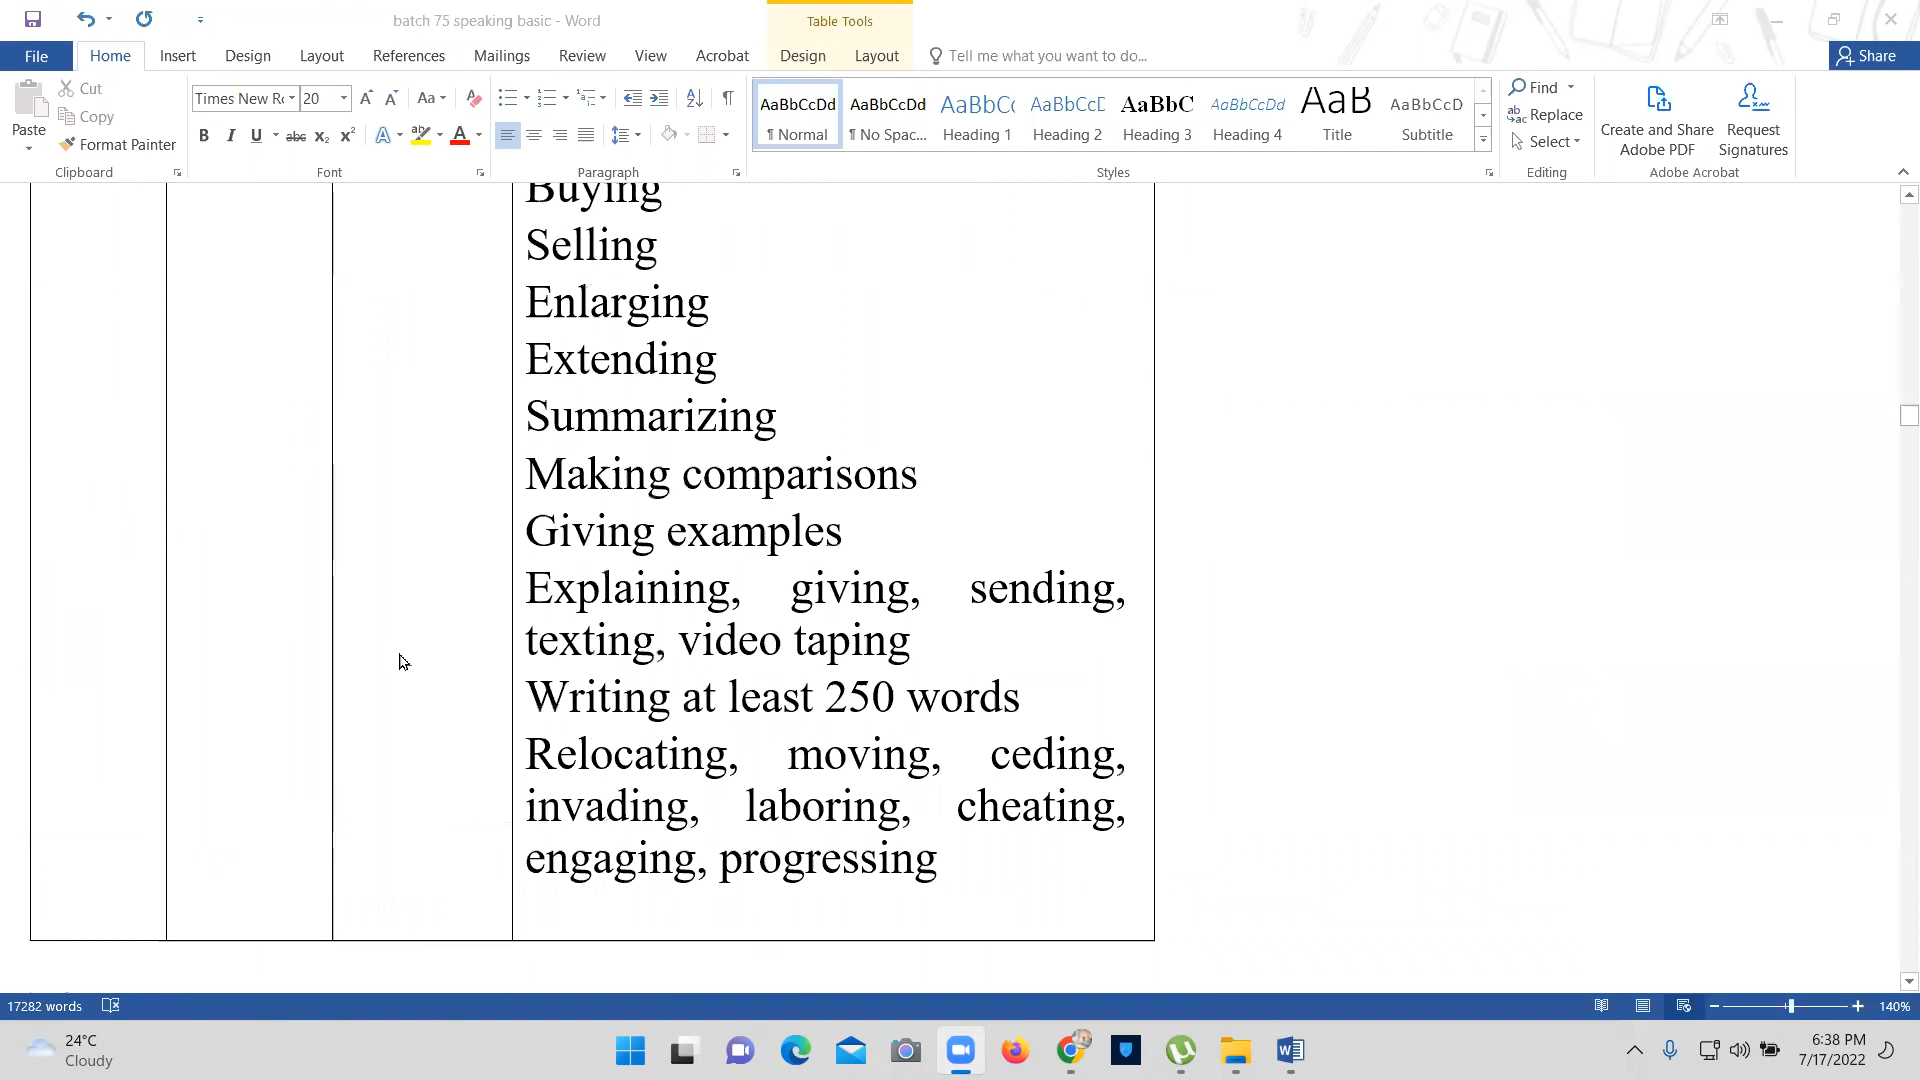 batch 75 speaking basic - Word
Table Tools
File Home Insert Design Layout References Mailings Review View Acrobat Design Layout Tell me what you want to do... Share
Paste
Cut
Copy
Format Painter
Clipboard
Times New Ro 20
Font
Paragraph
AaBbCcDd AaBbCcDd AaBbC AaBbCcE AaBbC AaBbCcDd AaB AaBbCcD
¶ Normal ¶ No Spac... Heading 1 Heading 2 Heading 3 Heading 4 Title Subtitle
Styles
Find
Replace
Select
Editing
Create and Share
Adobe PDF
Request
Signatures
Adobe Acrobat
Buying
Selling
Enlarging
Extending
Summarizing
Making comparisons
Giving examples
Explaining, giving, sending,
texting, video taping
Writing at least 250 words
Relocating, moving, ceding,
invading, laboring, cheating,
engaging, progressing
17282 words
140%
24°C
Cloudy
6:38 PM
7/17/2022